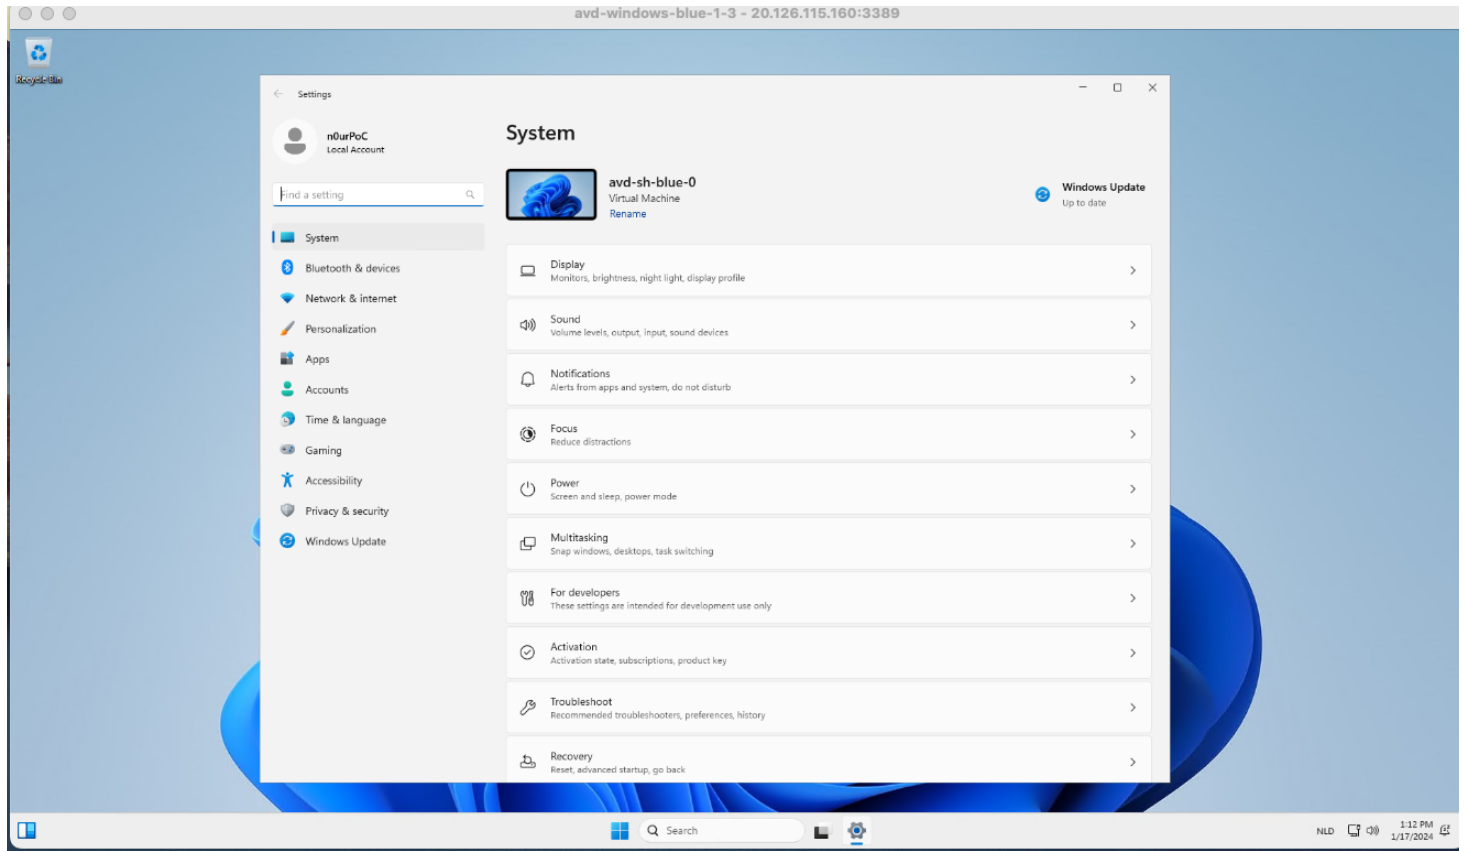 avd-windows-blue-1-3 - 20.126.115.160:3389
Recycle Bin
Settings
n0urPoC
Local Account
Find a setting
System
Bluetooth & devices
Network & internet
Personalization
Apps
Accounts
Time & language
Gaming
Accessibility
Privacy & security
Windows Update
System
avd-sh-blue-0
Virtual Machine
Rename
Windows Update
Up to date
Display
Monitors, brightness, night light, display profile
Sound
Volume levels, output, input, sound devices
Notifications
Alerts from apps and system, do not disturb
Focus
Reduce distractions
Power
Screen and sleep, power mode
Multitasking
Snap windows, desktops, task switching
For developers
These settings are intended for development use only
Activation
Activation state, subscriptions, product key
Troubleshoot
Recommended troubleshooters, preferences, history
Recovery
Reset, advanced startup, go back
Search
NLD
1:12 PM
1/17/2024